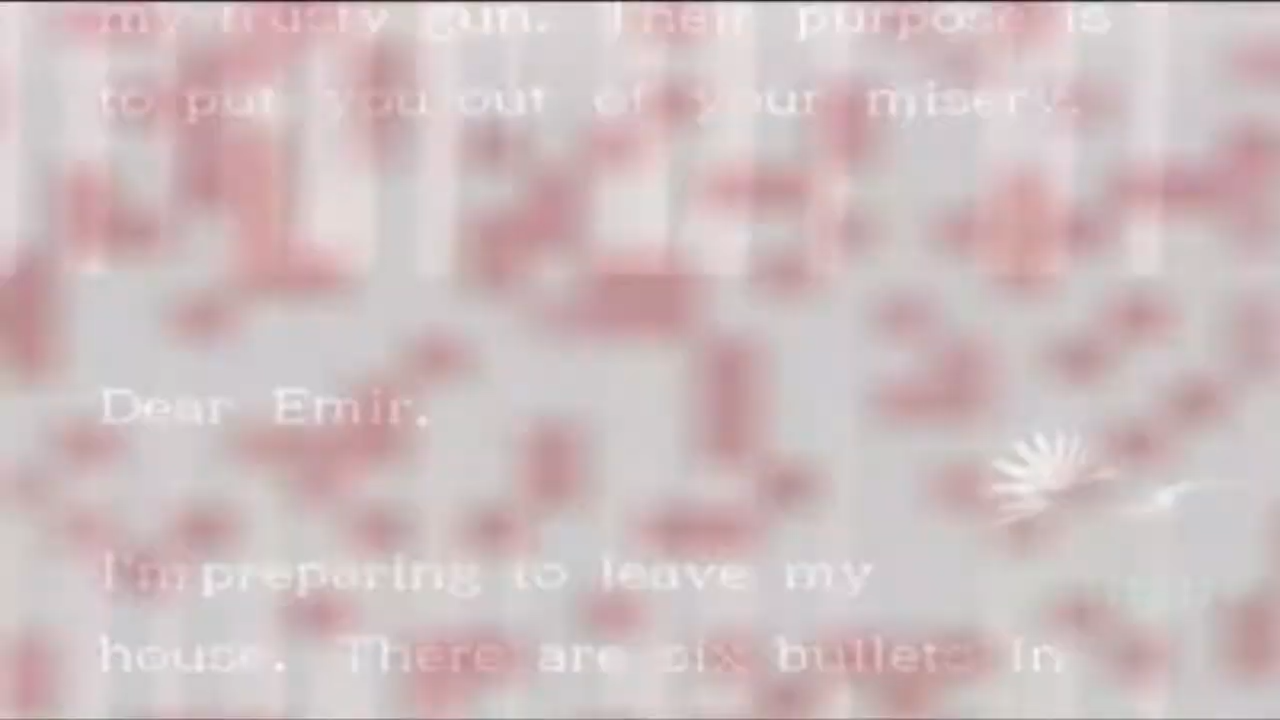 my trusty gun. Their purpose is
to put you out of your misery.
Dear Emir.
I'm preparing to leave my
house. There are six bullets in